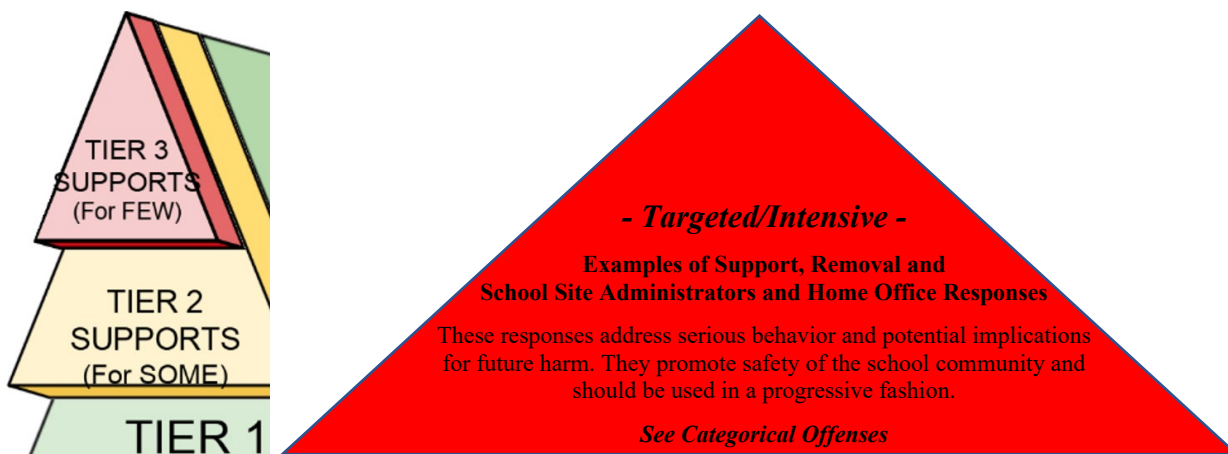 TIER 3
SUPPORTS
(For FEW)
TIER 2
SUPPORTS
(For SOME)
TIER 1
- Targeted/Intensive -
Examples of Support, Removal and
School Site Administrators and Home Office Responses
These responses address serious behavior and potential implications
for future harm. They promote safety of the school community and
should be used in a progressive fashion.
See Categorical Offenses